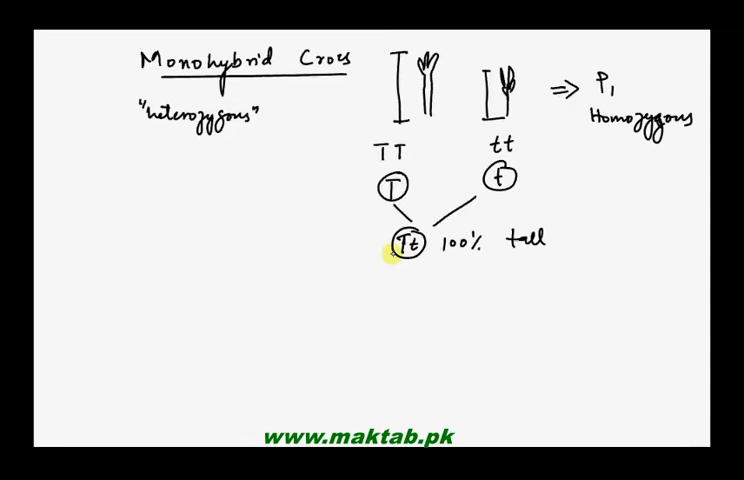 Monohybrid Cross
"heterozygous"
⇒ P1
Homozygous
TT tt
T t
Tt 100% tall
www.maktab.pk